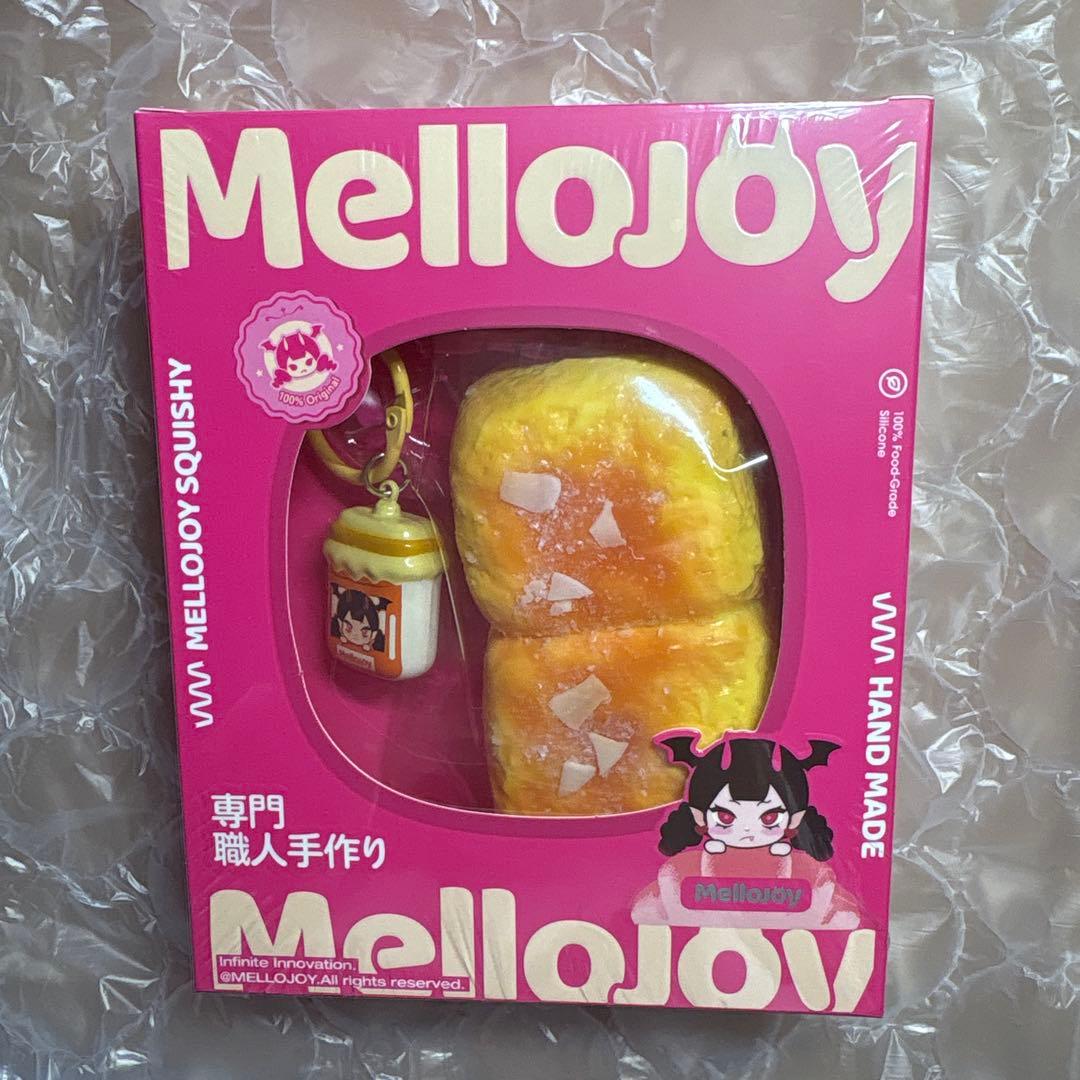 Mellojoy
100% Original
MELLOJOY SQUISHY
100% Food-Grade
Silicone
HAND MADE
Mellojoy
専門
職人手作り
Mellojoy
Mellojoy
Infinite Innovation.
@MELLOJOY.All rights reserved.